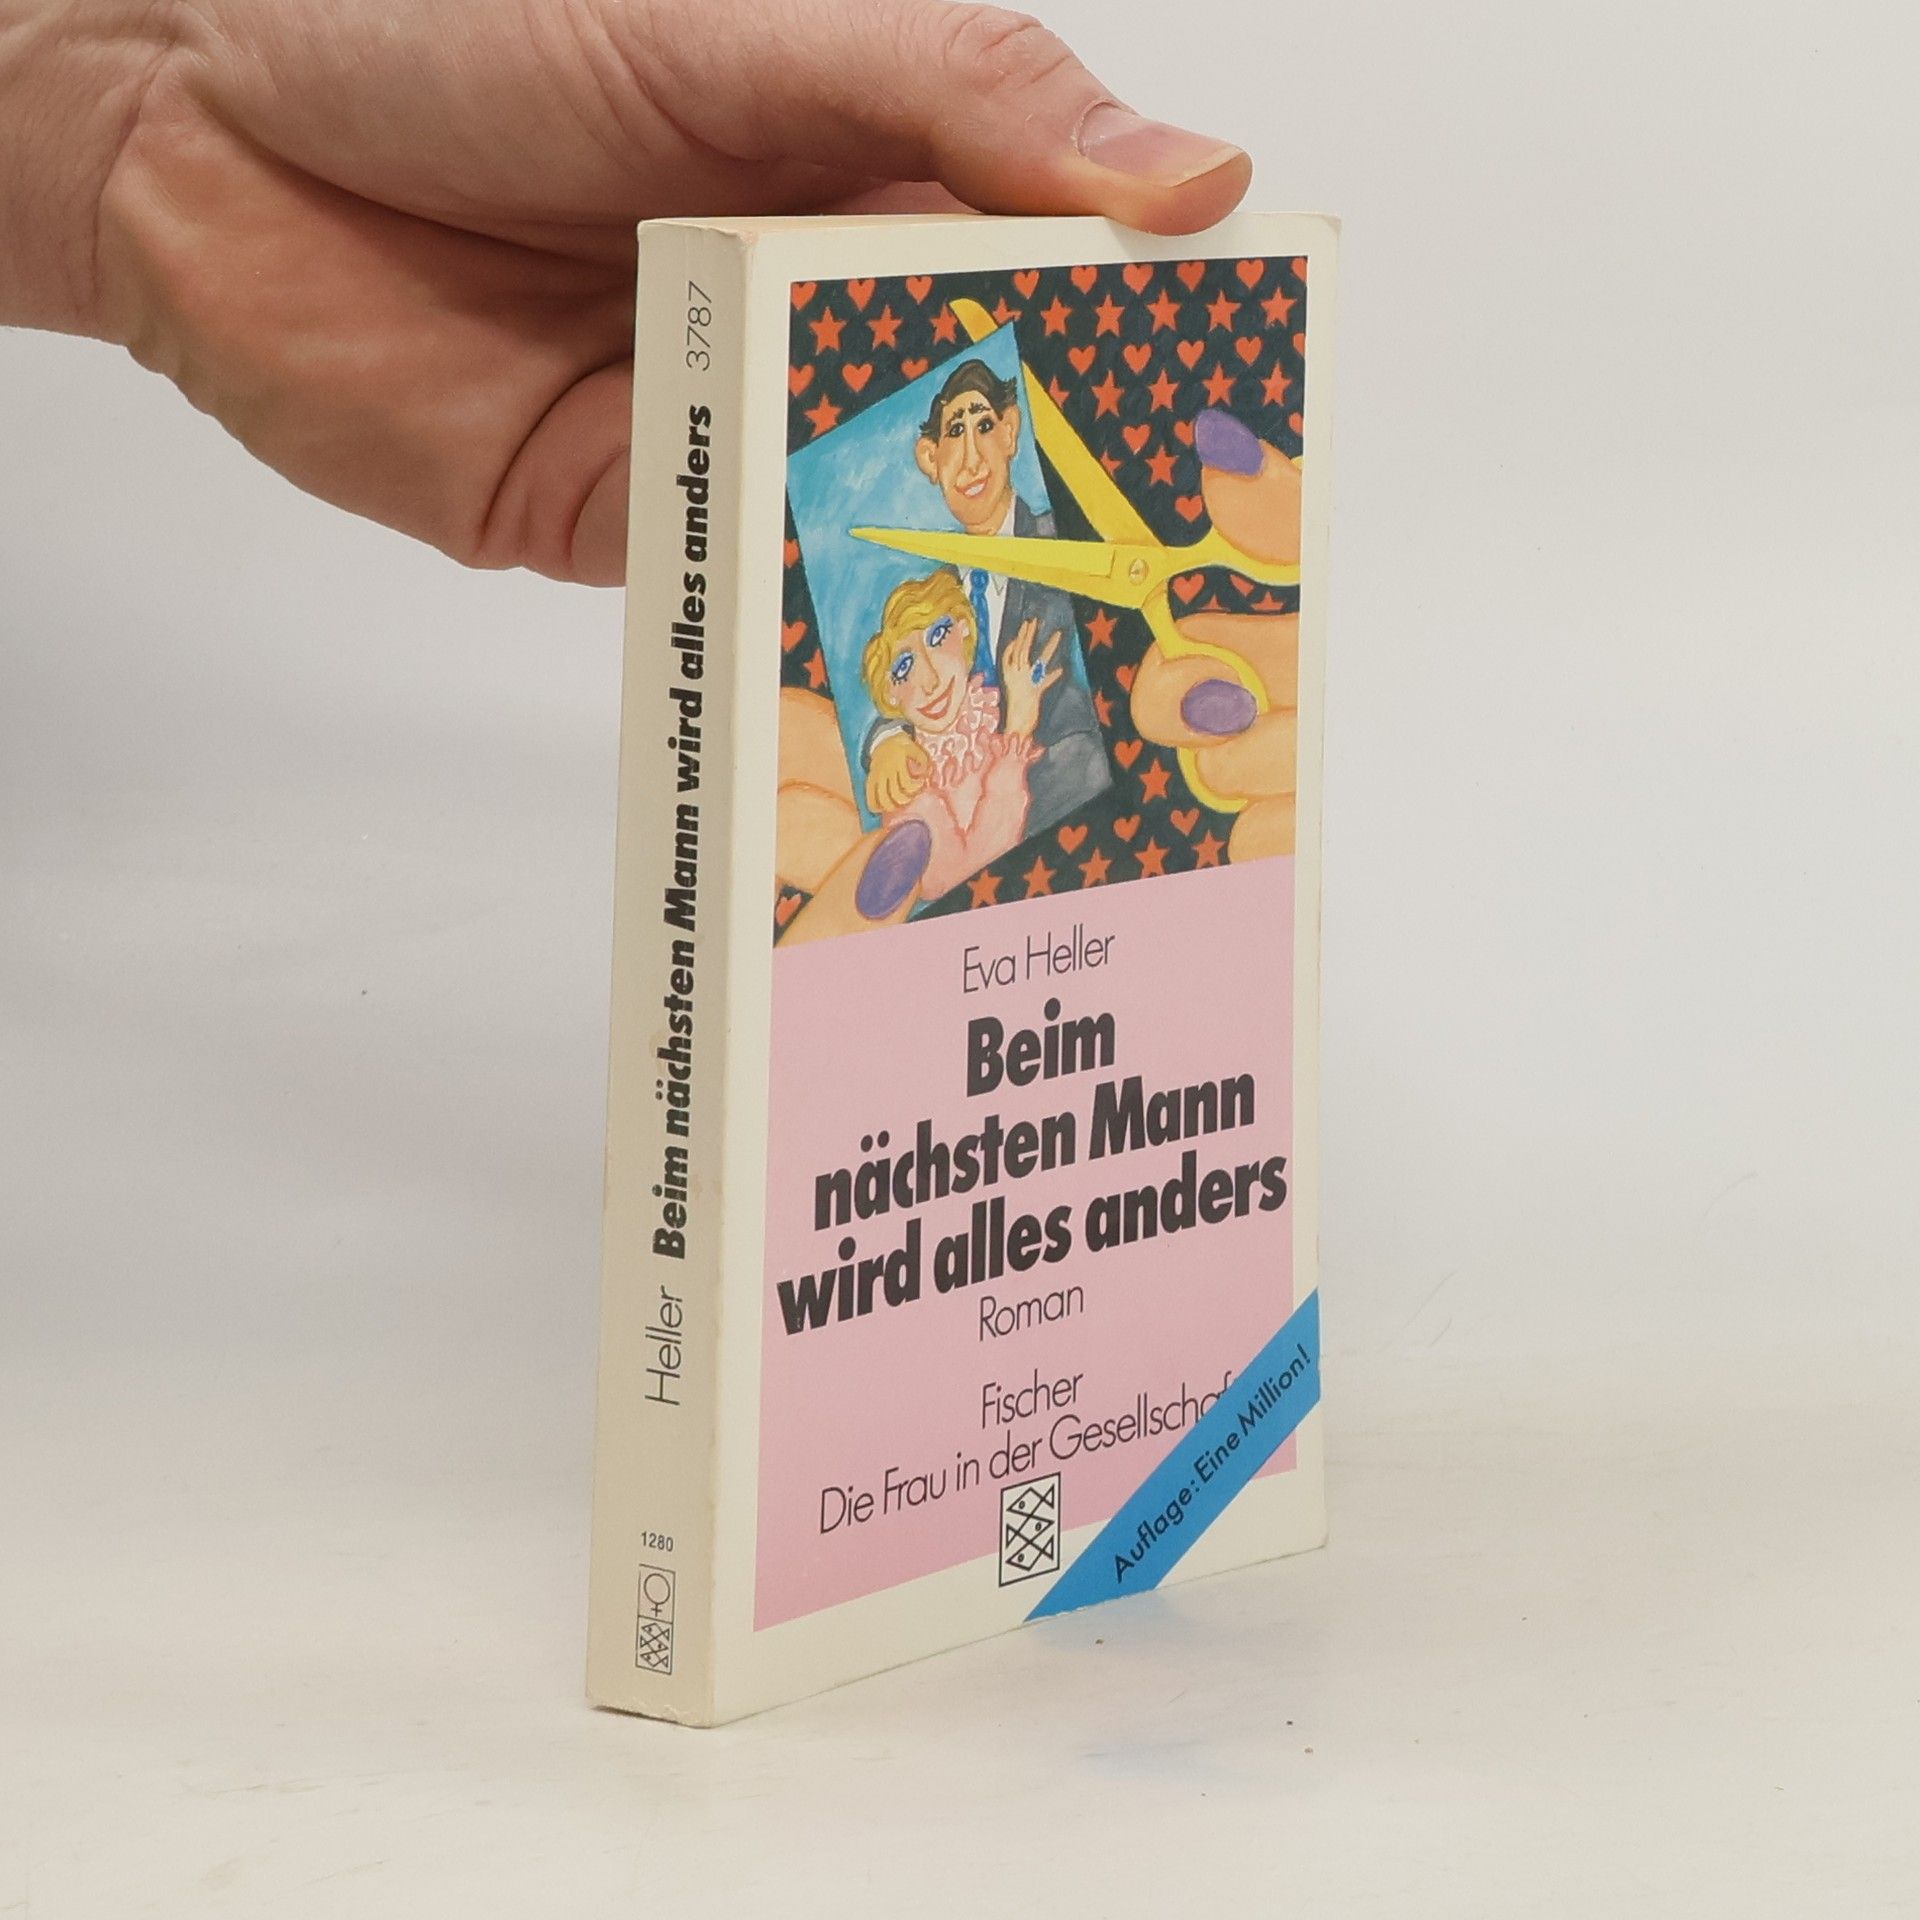 Heller Beim nächsten Mann wird alles anders 3787
1280
Eva Heller
Beim
nächsten Mann
wird alles anders
Roman
Fischer
Die Frau in der Gesellschaf
Auflage: Eine Million!